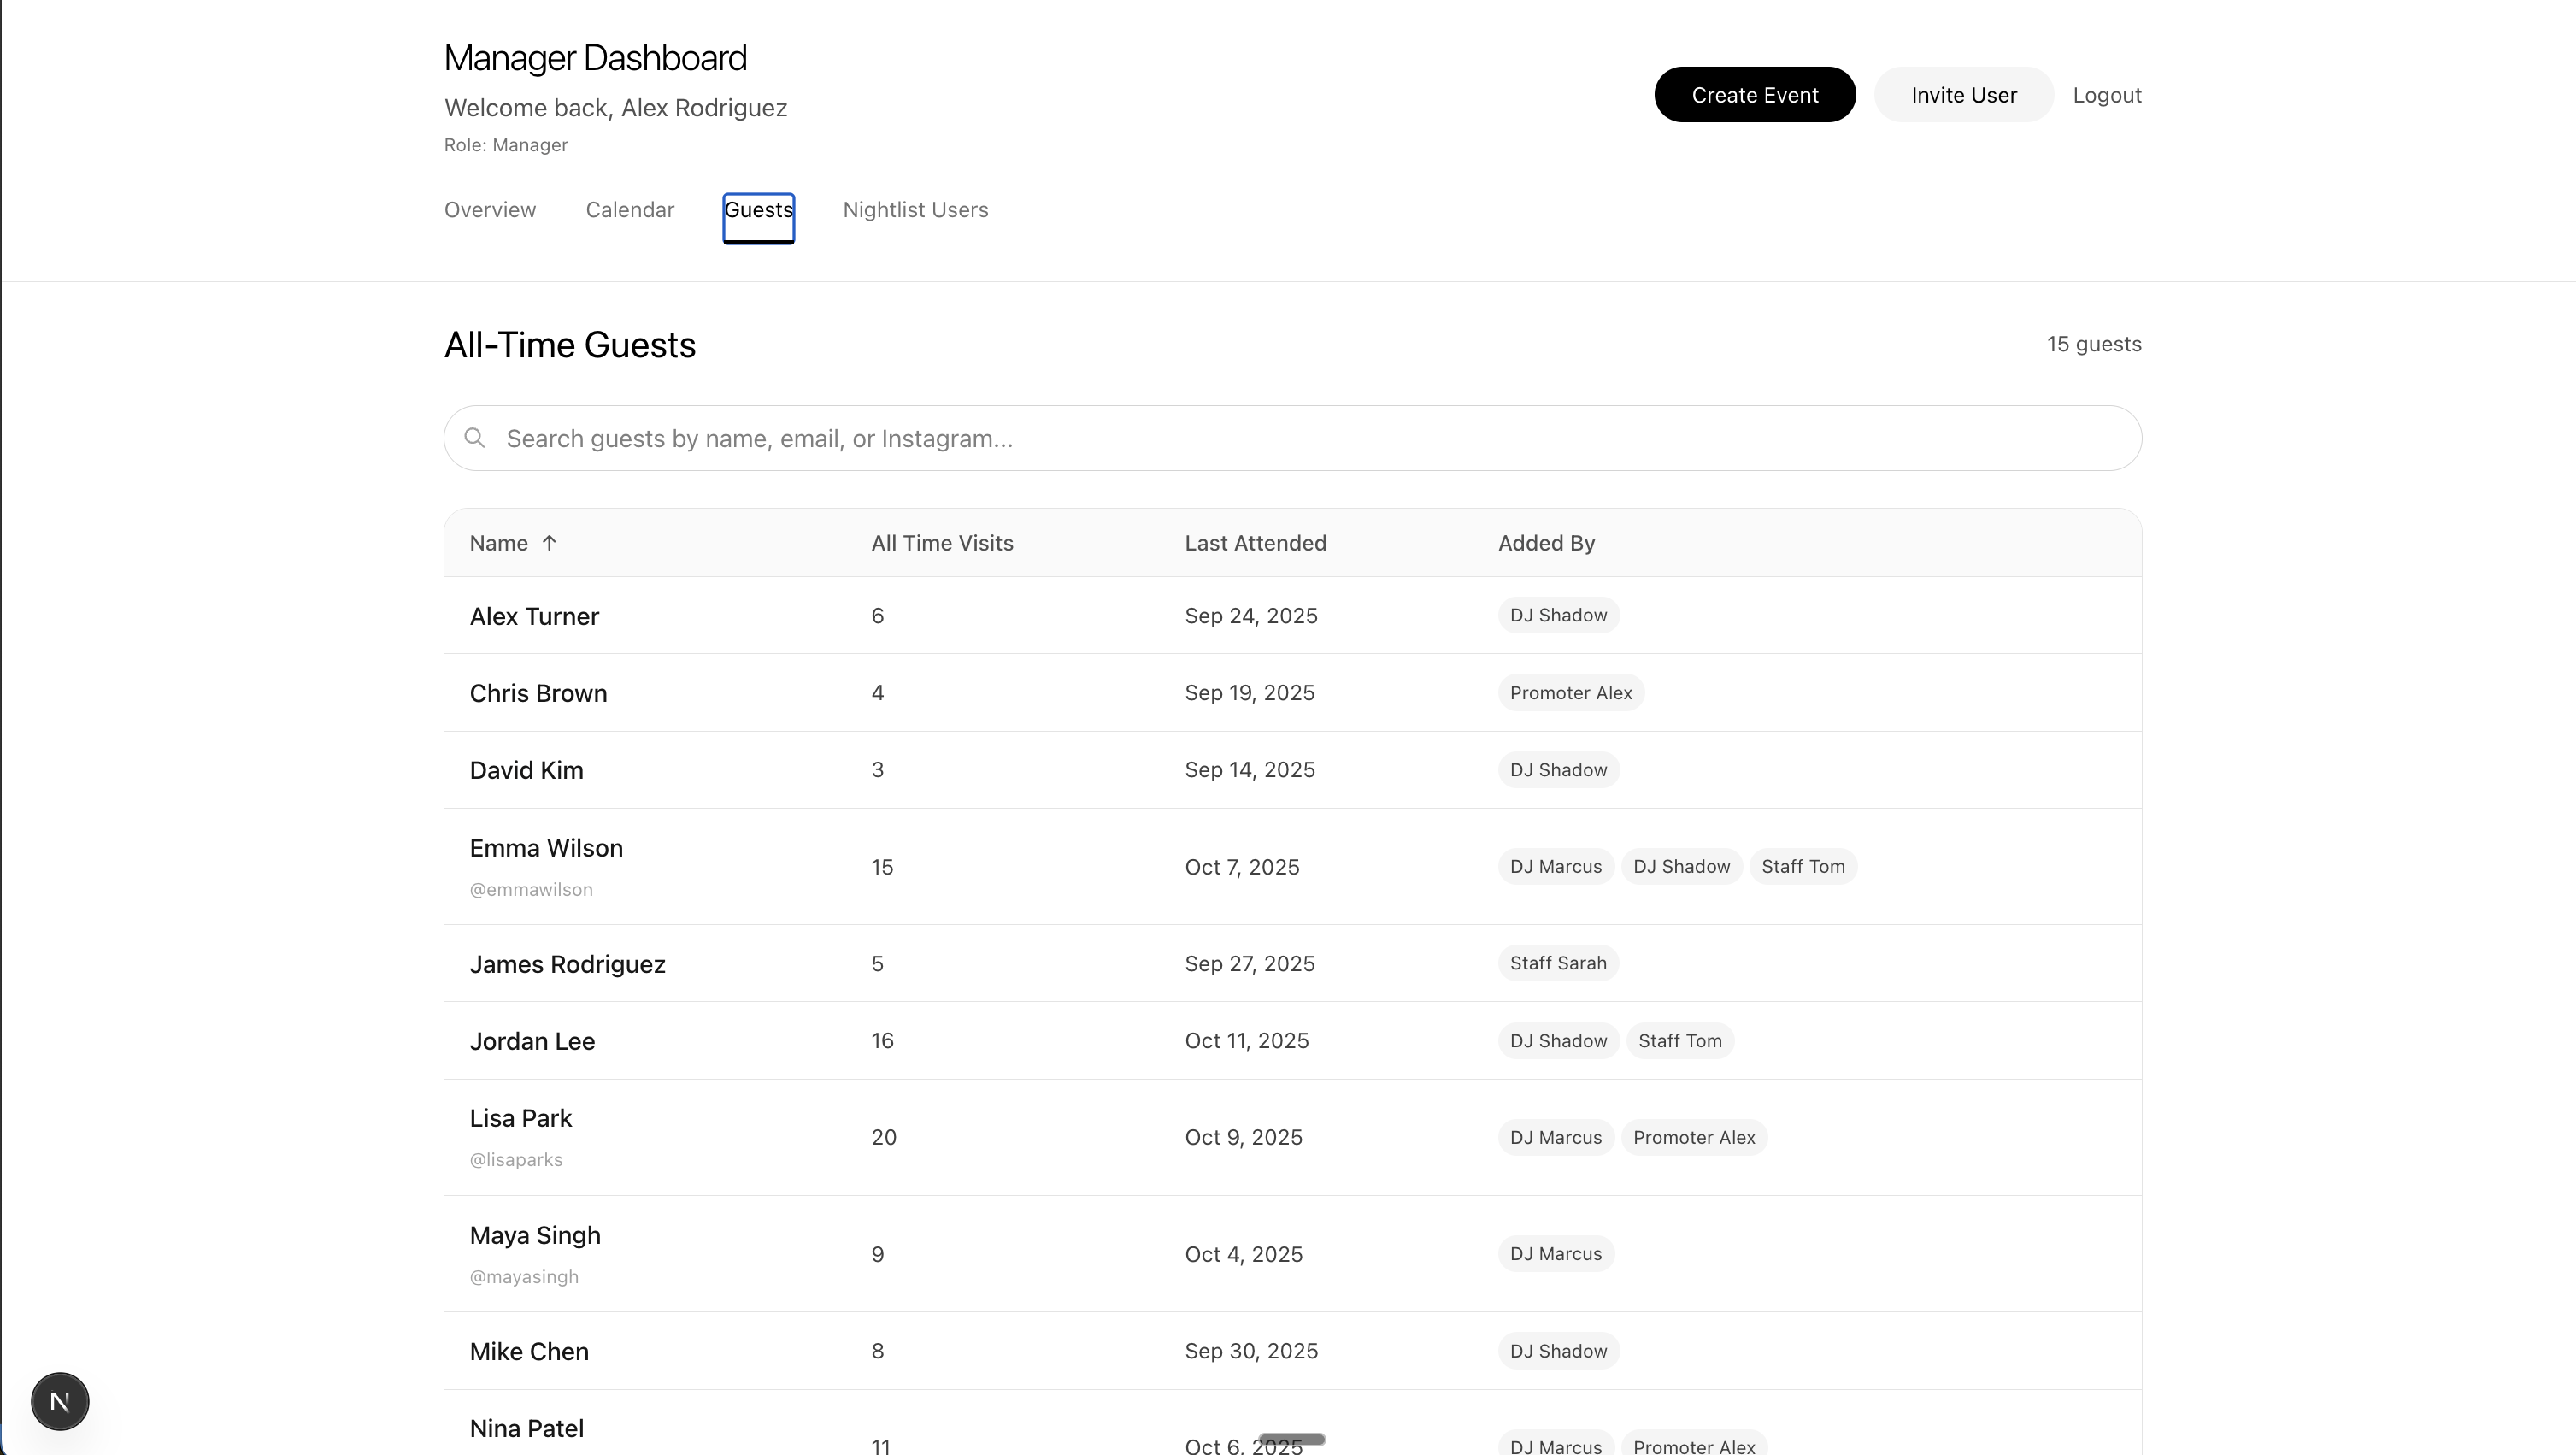 Manager Dashboard
Welcome back, Alex Rodriguez
Role: Manager
Create Event Invite User Logout
Overview Calendar Guests Nightlist Users
All-Time Guests 15 guests
Search guests by name, email, or Instagram...
Name ↑ All Time Visits Last Attended Added By
Alex Turner 6 Sep 24, 2025 DJ Shadow
Chris Brown 4 Sep 19, 2025 Promoter Alex
David Kim 3 Sep 14, 2025 DJ Shadow
Emma Wilson
@emmawilson
15 Oct 7, 2025 DJ Marcus DJ Shadow Staff Tom
James Rodriguez 5 Sep 27, 2025 Staff Sarah
Jordan Lee 16 Oct 11, 2025 DJ Shadow Staff Tom
Lisa Park
@lisaparks
20 Oct 9, 2025 DJ Marcus Promoter Alex
Maya Singh
@mayasingh
9 Oct 4, 2025 DJ Marcus
Mike Chen 8 Sep 30, 2025 DJ Shadow
Nina Patel
11 Oct 6, 2025 DJ Marcus Promoter Alex
N